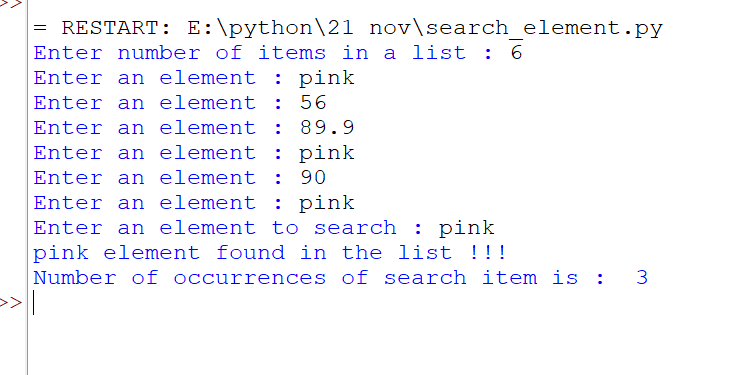 >>
= RESTART: E:\python\21 nov\search_element.py
Enter number of items in a list : 6
Enter an element : pink
Enter an element : 56
Enter an element : 89.9
Enter an element : pink
Enter an element : 90
Enter an element : pink
Enter an element to search : pink
pink element found in the list !!!
Number of occurrences of search item is :  3
>>